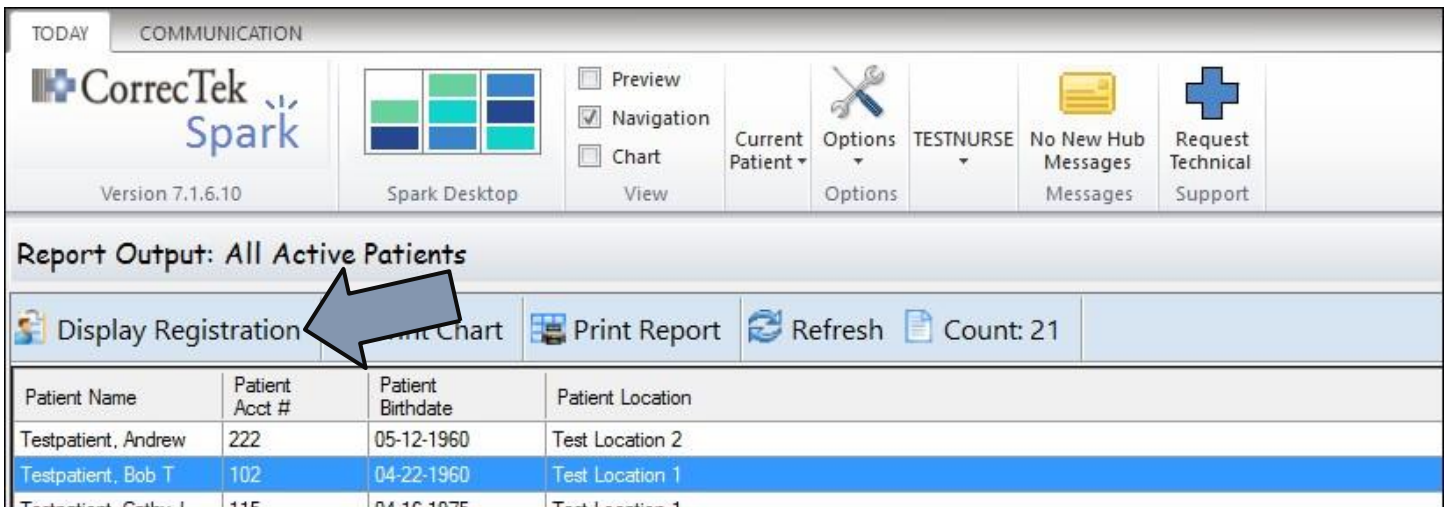 TODAY COMMUNICATION
CorrecTek
Spark
Version 7.1.6.10
Spark Desktop
Preview
Navigation
Chart
View
Current
Patient
Options
Options
TESTNURSE
No New Hub
Messages
Messages
Request
Technical
Support
Report Output: All Active Patients
Display Registration Chart Print Report Refresh Count: 21
Patient Name Patient Acct # Patient Birthdate Patient Location
Testpatient, Andrew 222 05-12-1960 Test Location 2
Testpatient, Bob T 102 04-22-1960 Test Location 1